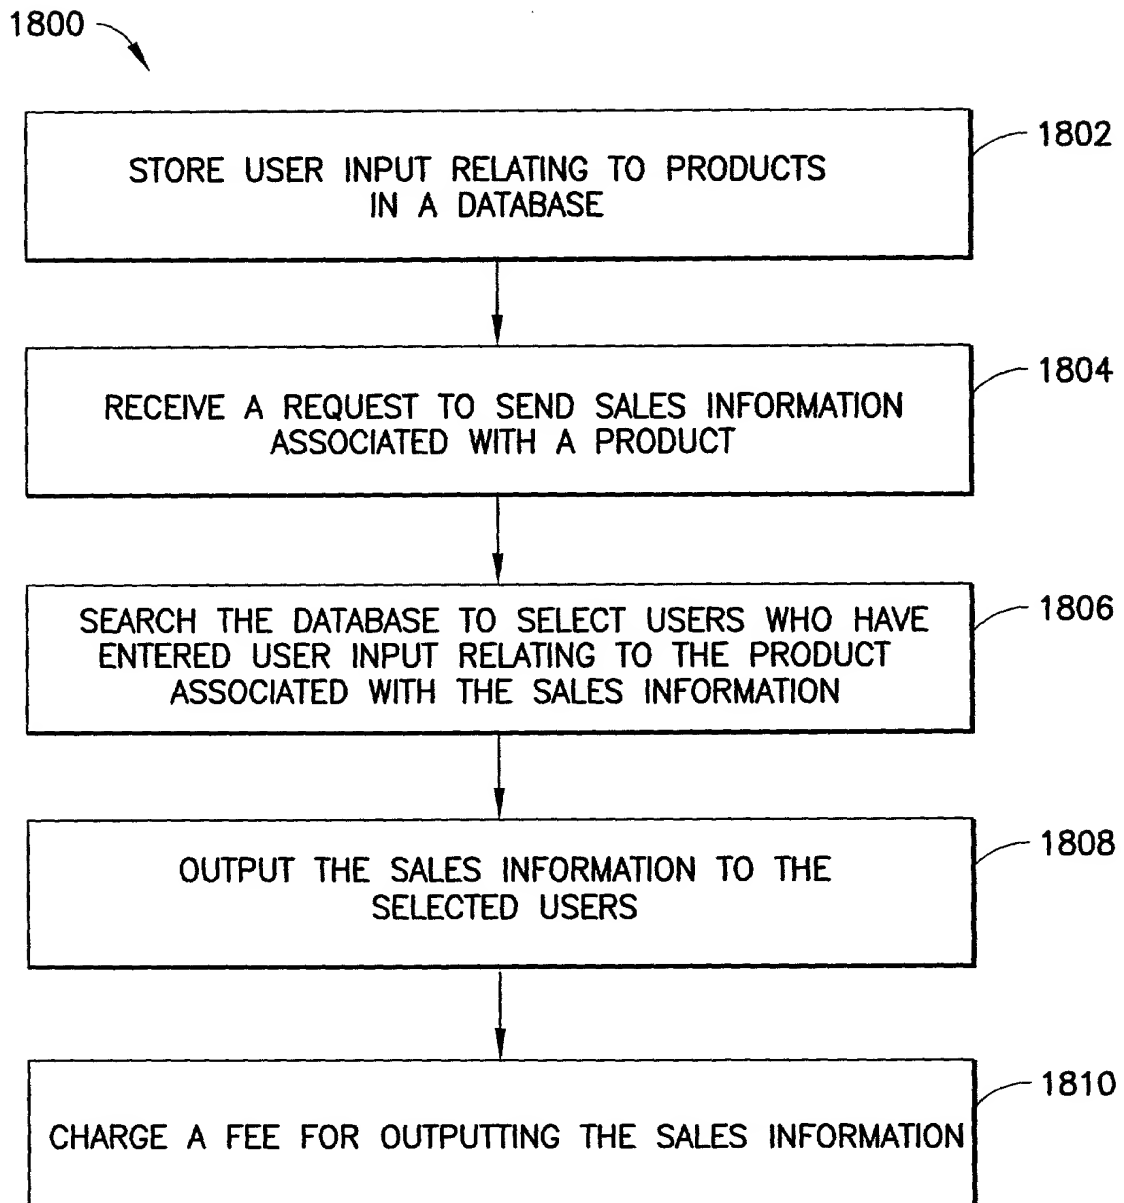 1800
1802
STORE USER INPUT RELATING TO PRODUCTS
IN A DATABASE
1804
RECEIVE A REQUEST TO SEND SALES INFORMATION
ASSOCIATED WITH A PRODUCT
1806
SEARCH THE DATABASE TO SELECT USERS WHO HAVE
ENTERED USER INPUT RELATING TO THE PRODUCT
ASSOCIATED WITH THE SALES INFORMATION
1808
OUTPUT THE SALES INFORMATION TO THE
SELECTED USERS
1810
CHARGE A FEE FOR OUTPUTTING THE SALES INFORMATION